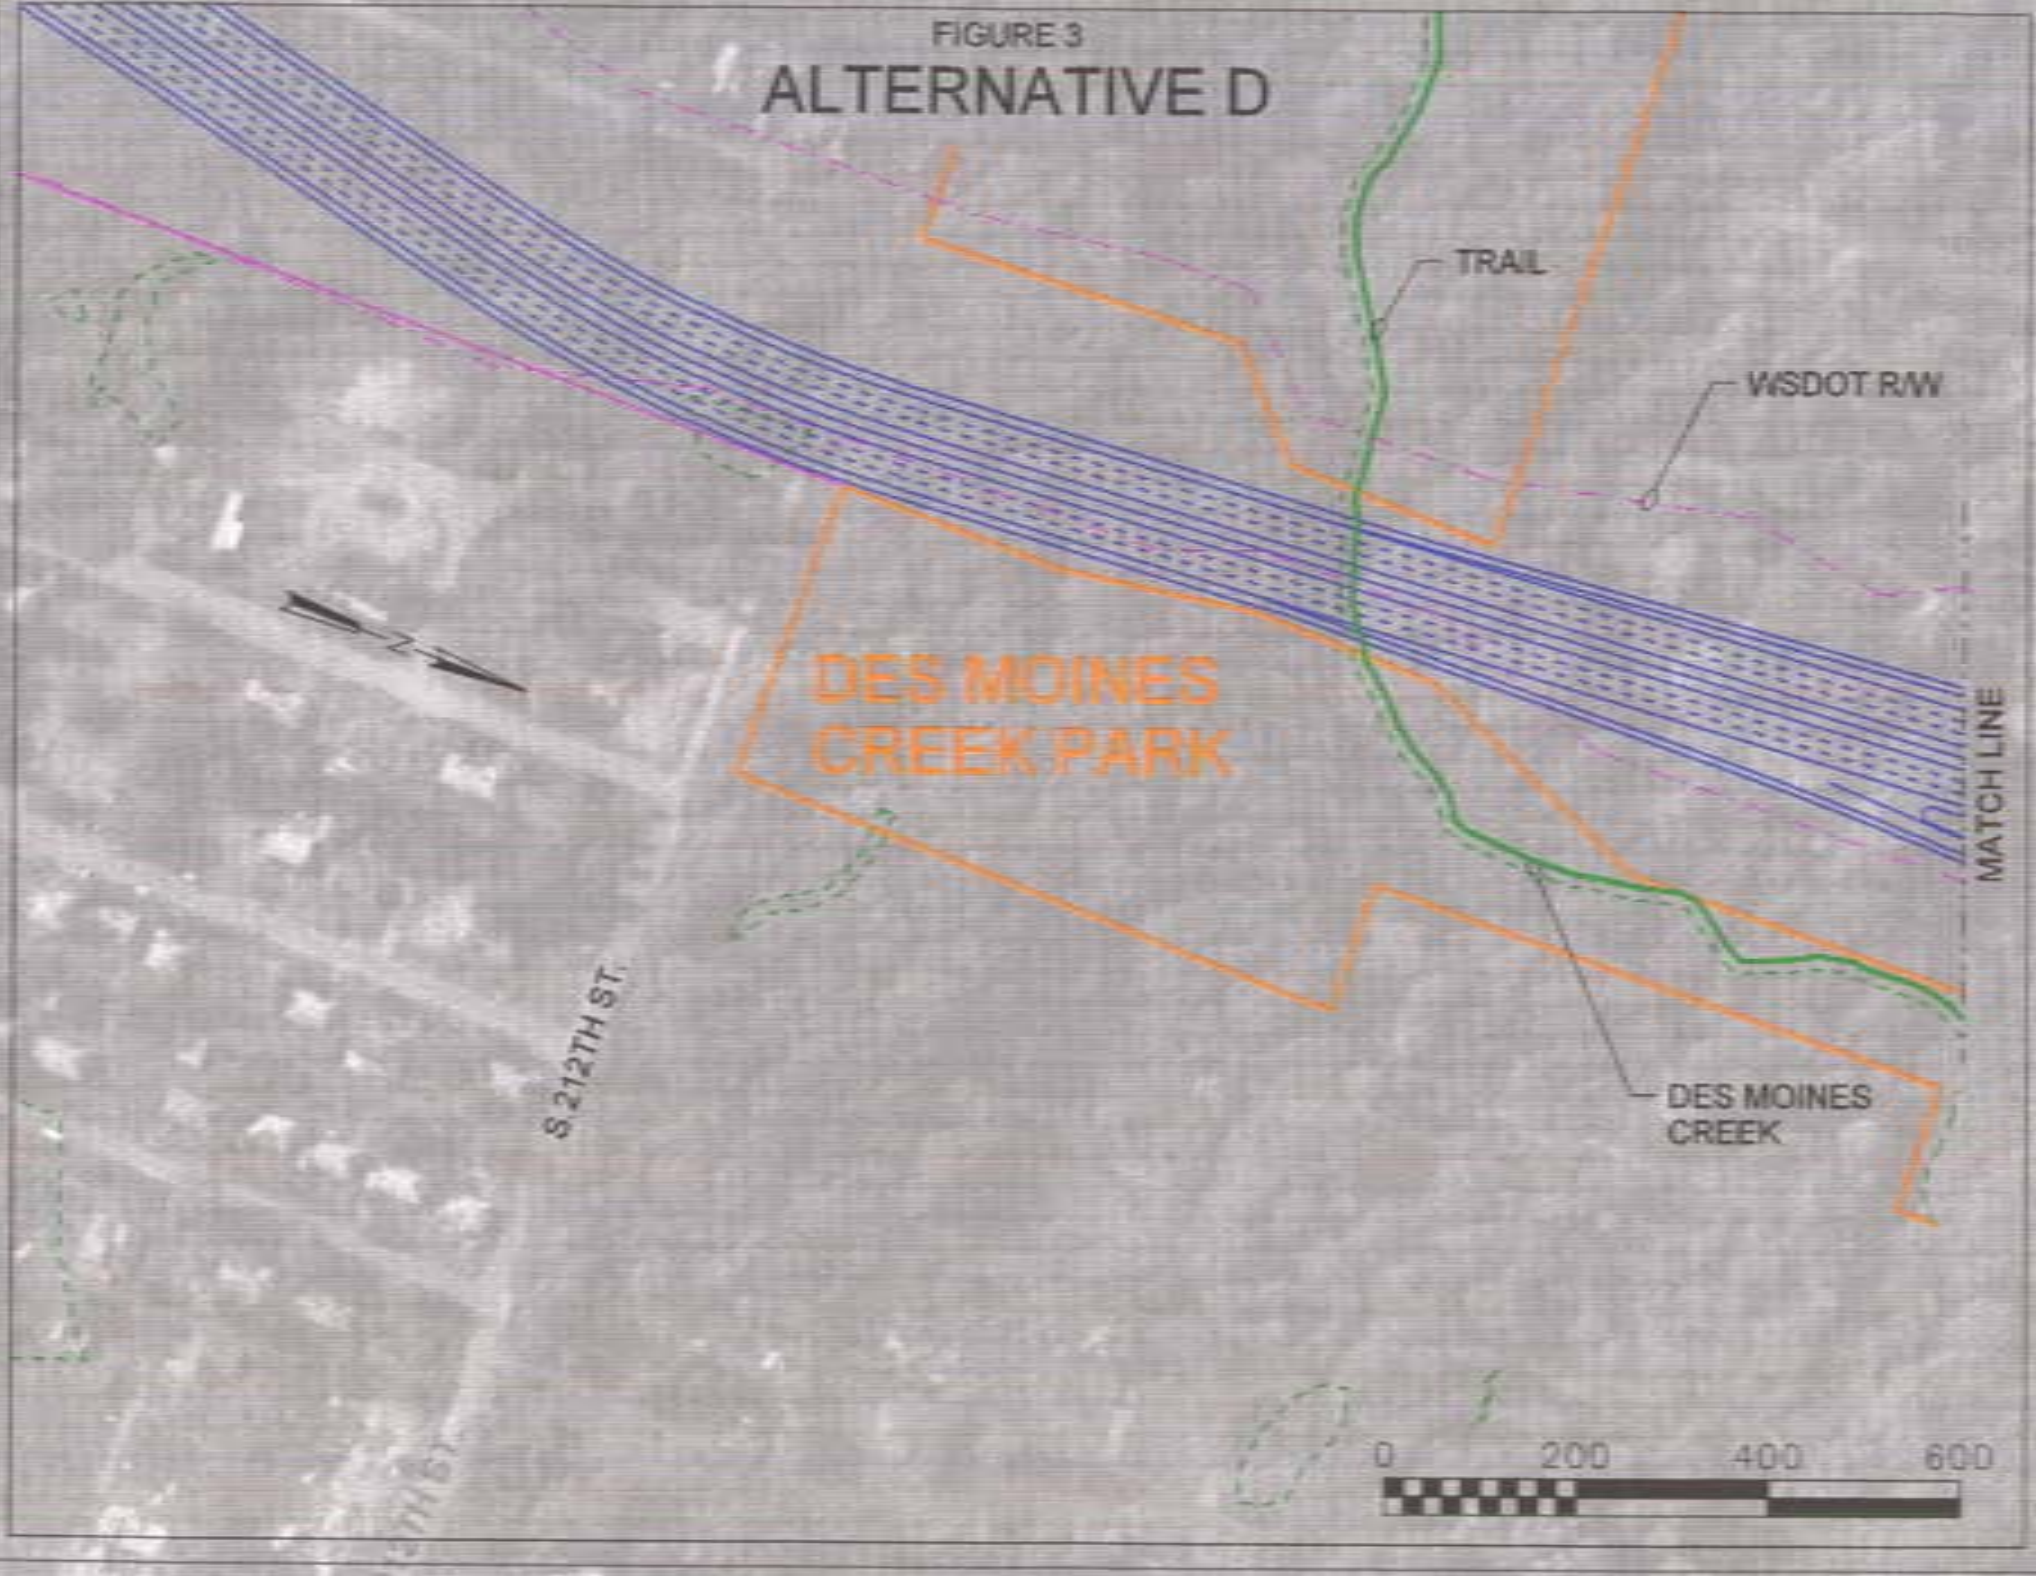 FIGURE 3
ALTERNATIVE D
TRAIL
WSDOT R/W
N
DES MOINES
CREEK PARK
MATCH LINE
S. 212TH ST.
DES MOINES
CREEK
0 200 400 600